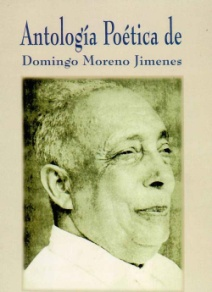 Antología Poética de
Domingo Moreno Jimenes